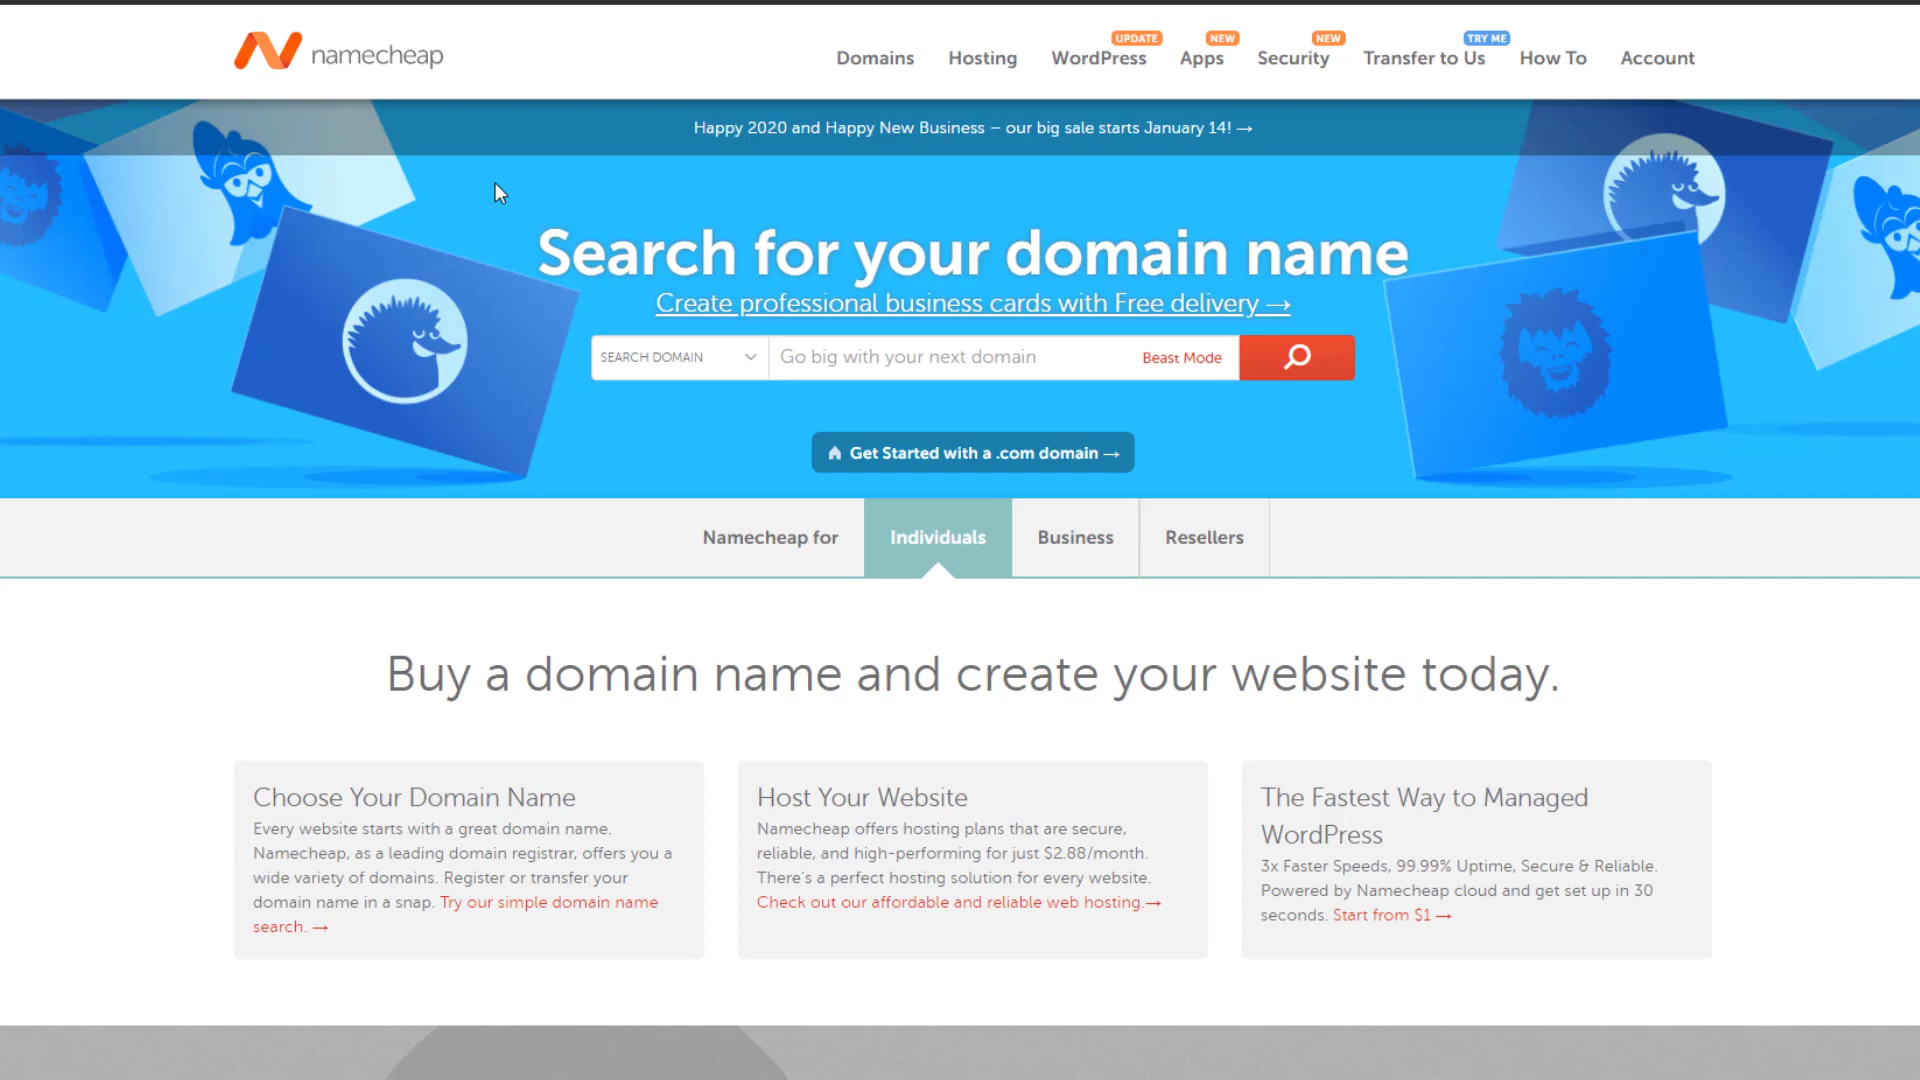 namecheap
UPDATE NEW NEW TRY ME
Domains Hosting WordPress Apps Security Transfer to Us How To Account
Happy 2020 and Happy New Business – our big sale starts January 14! →
Search for your domain name
Create professional business cards with Free delivery →
SEARCH DOMAIN Go big with your next domain Beast Mode
Get Started with a .com domain →
Namecheap for Individuals Business Resellers
Buy a domain name and create your website today.
Choose Your Domain Name
Every website starts with a great domain name.
Namecheap, as a leading domain registrar, offers you a
wide variety of domains. Register or transfer your
domain name in a snap. Try our simple domain name
search. →
Host Your Website
Namecheap offers hosting plans that are secure,
reliable, and high-performing for just $2.88/month.
There's a perfect hosting solution for every website.
Check out our affordable and reliable web hosting.→
The Fastest Way to Managed
WordPress
3x Faster Speeds, 99.99% Uptime, Secure & Reliable.
Powered by Namecheap cloud and get set up in 30
seconds. Start from $1 →